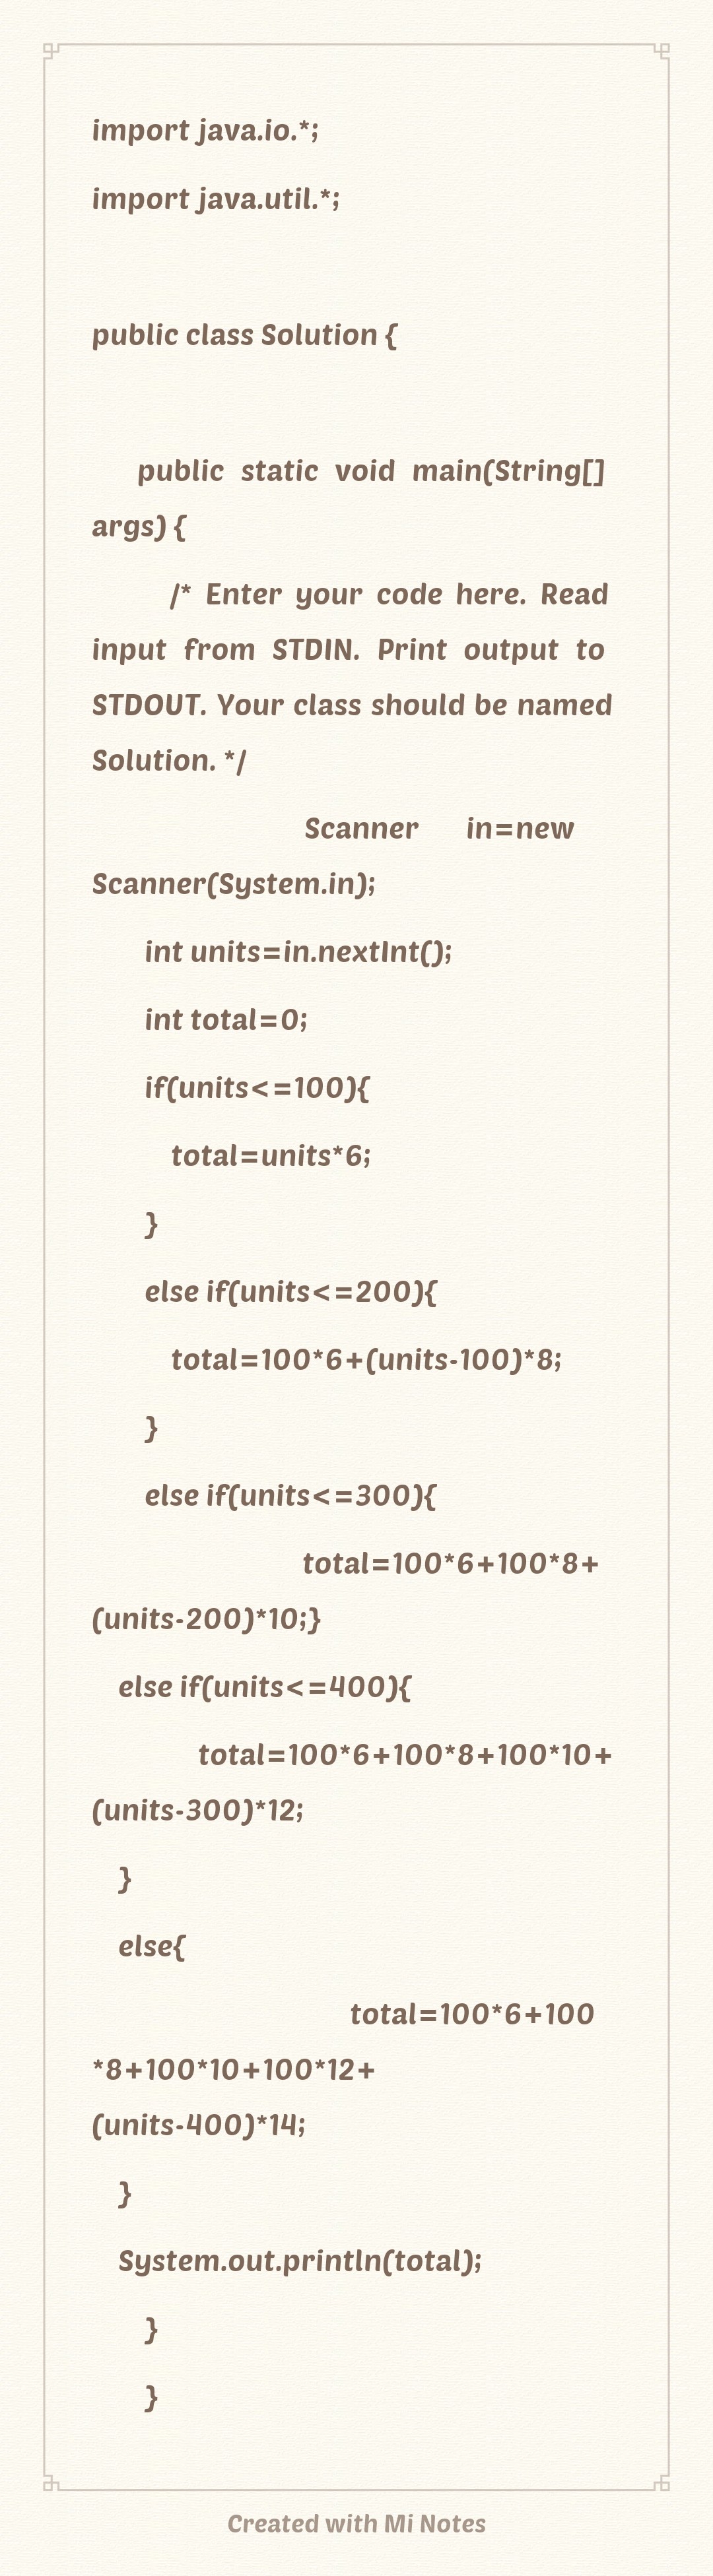 import java.io.*;
import java.util.*;
public class Solution {
public static void main(String[]
args) {
/* Enter your code here. Read
input from STDIN. Print output to
STDOUT. Your class should be named
Solution. */
Scanner in=new
Scanner(System.in);
int units=in.nextInt();
int total=0;
if(units<=100){
total=units*6;
}
else if(units<=200){
total=100*6+(units-100)*8;
}
else if(units<=300){
total=100*6+100*8+
(units-200)*10;}
else if(units<=400){
total=100*6+100*8+100*10+
(units-300)*12;
}
else{
total=100*6+100
*8+100*10+100*12+
(units-400)*14;
}
System.out.println(total);
}
}
Created with Mi Notes